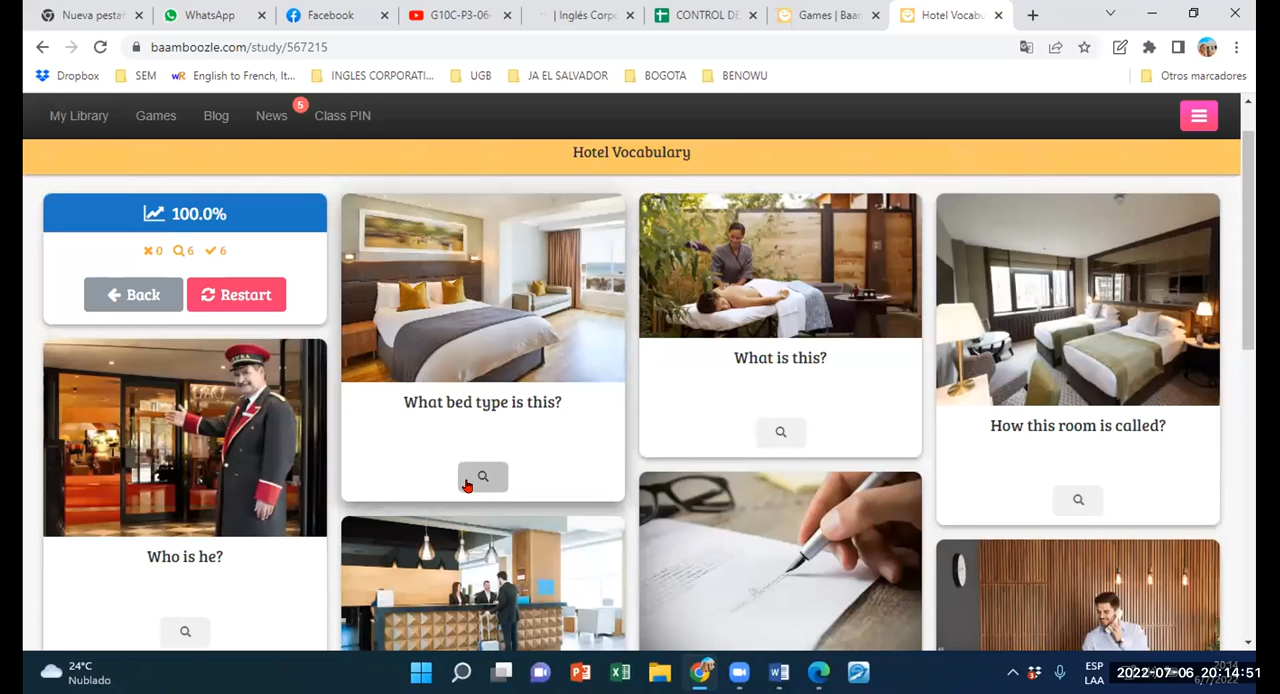 Nueva pestañ
WhatsApp
Facebook
G10C-P3-06-
| Inglés Corpo
CONTROL DE
Games | Baam
Hotel Vocabu
baamboozle.com/study/567215
Dropbox
SEM
English to French, It...
INGLES CORPORATI...
UGB
JA EL SALVADOR
BOGOTA
BENOWU
Otros marcadores
My Library
Games
Blog
News
5
Class PIN
Hotel Vocabulary
100.0%
0 6 6
Back
Restart
What bed type is this?
What is this?
How this room is called?
Who is he?
24°C
Nublado
ESP
LAA
2022-07-06 20:14:51